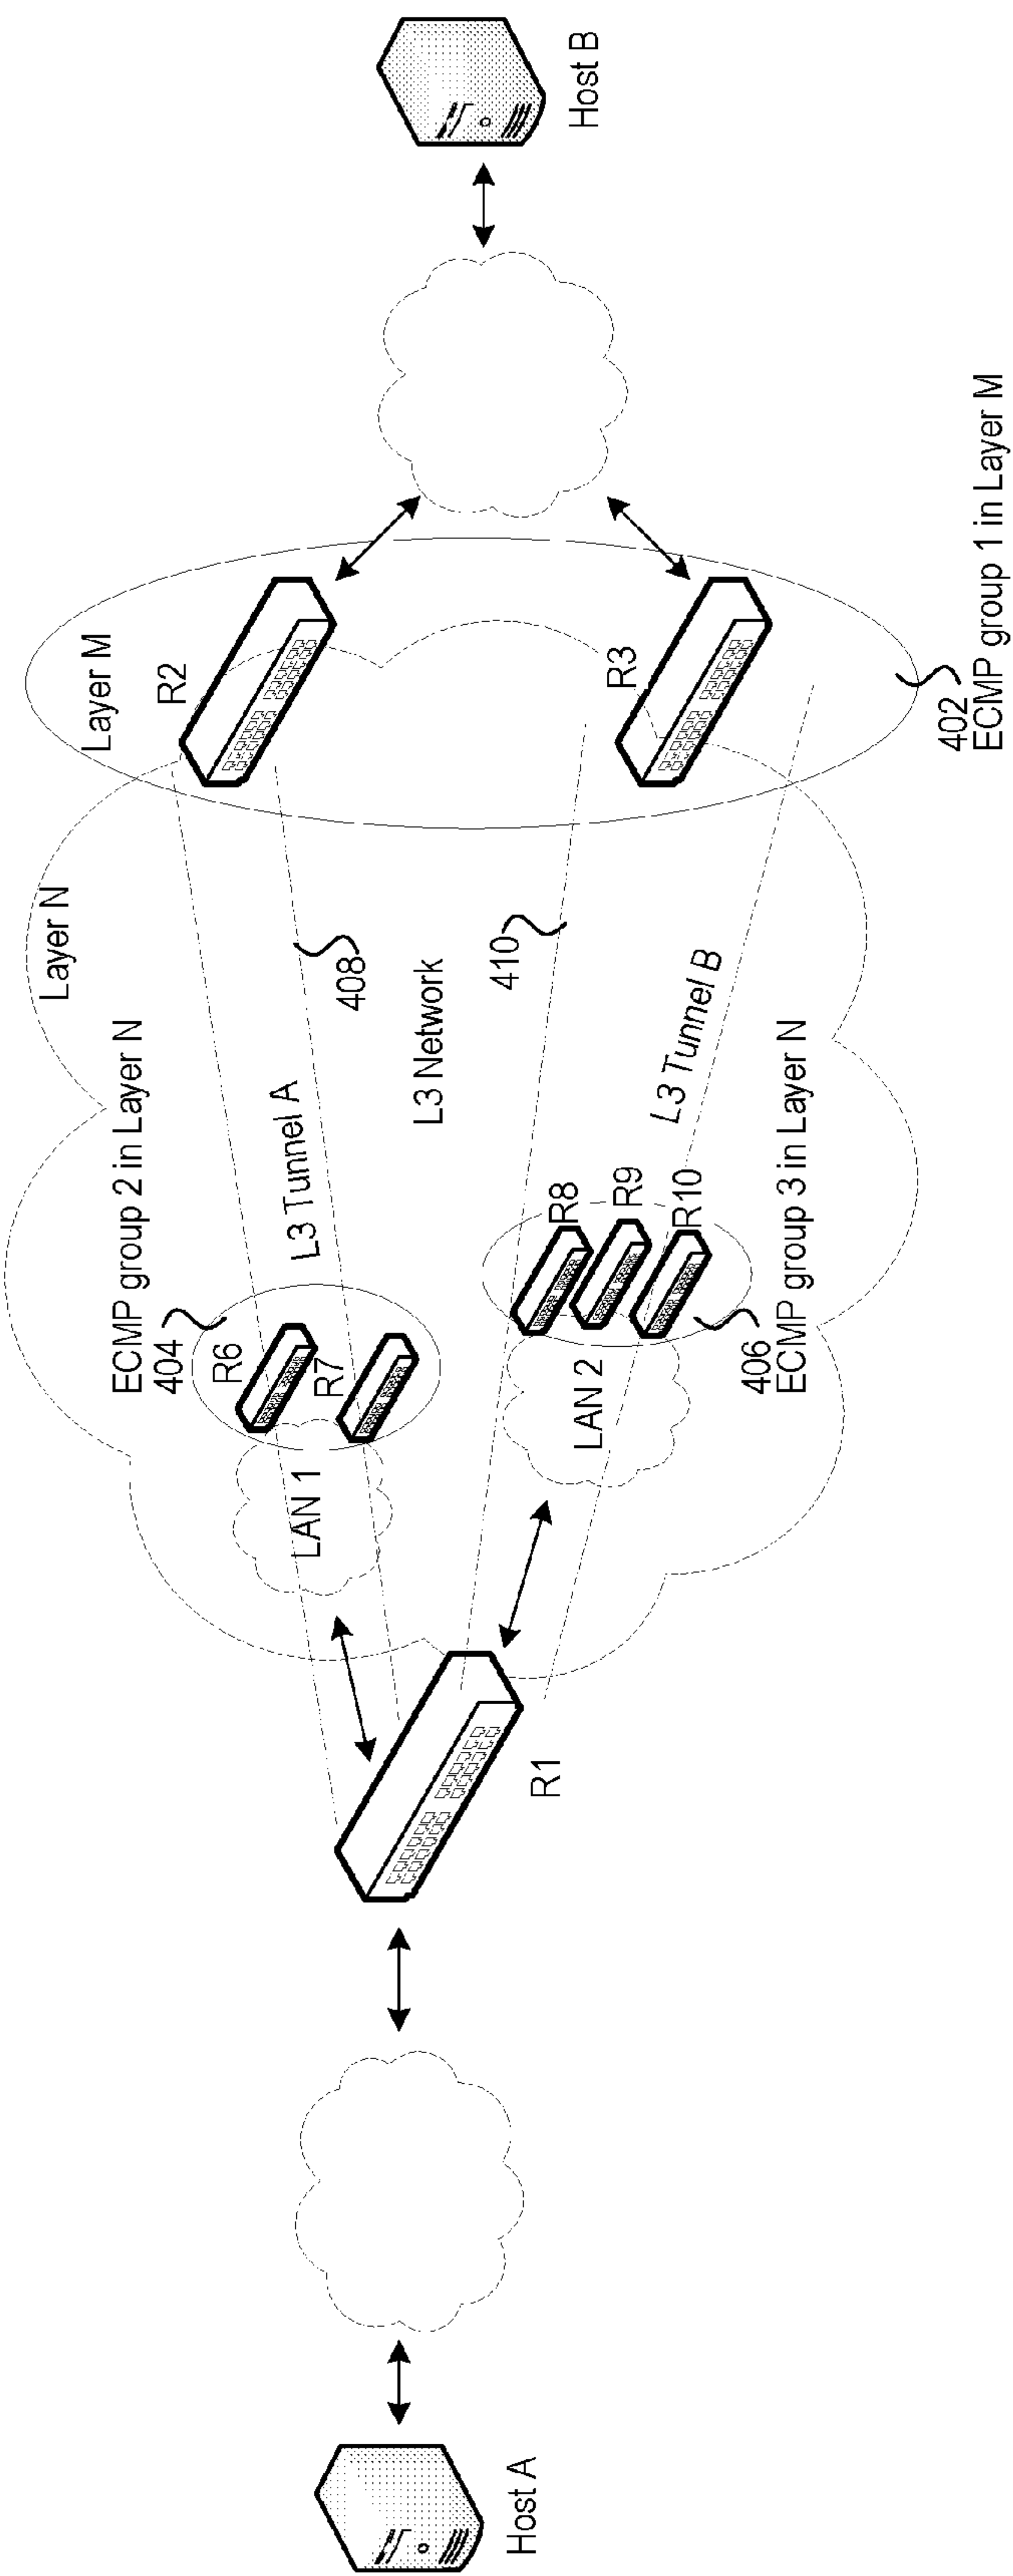 Host A
R1
LAN 1
LAN 2
ECMP group 2 in Layer N
404
R6
R7
R8
R9
R10
406
ECMP group 3 in Layer N
L3 Tunnel A
L3 Network
L3 Tunnel B
Layer N
408
410
Layer M
R2
R3
402
ECMP group 1 in Layer M
Host B